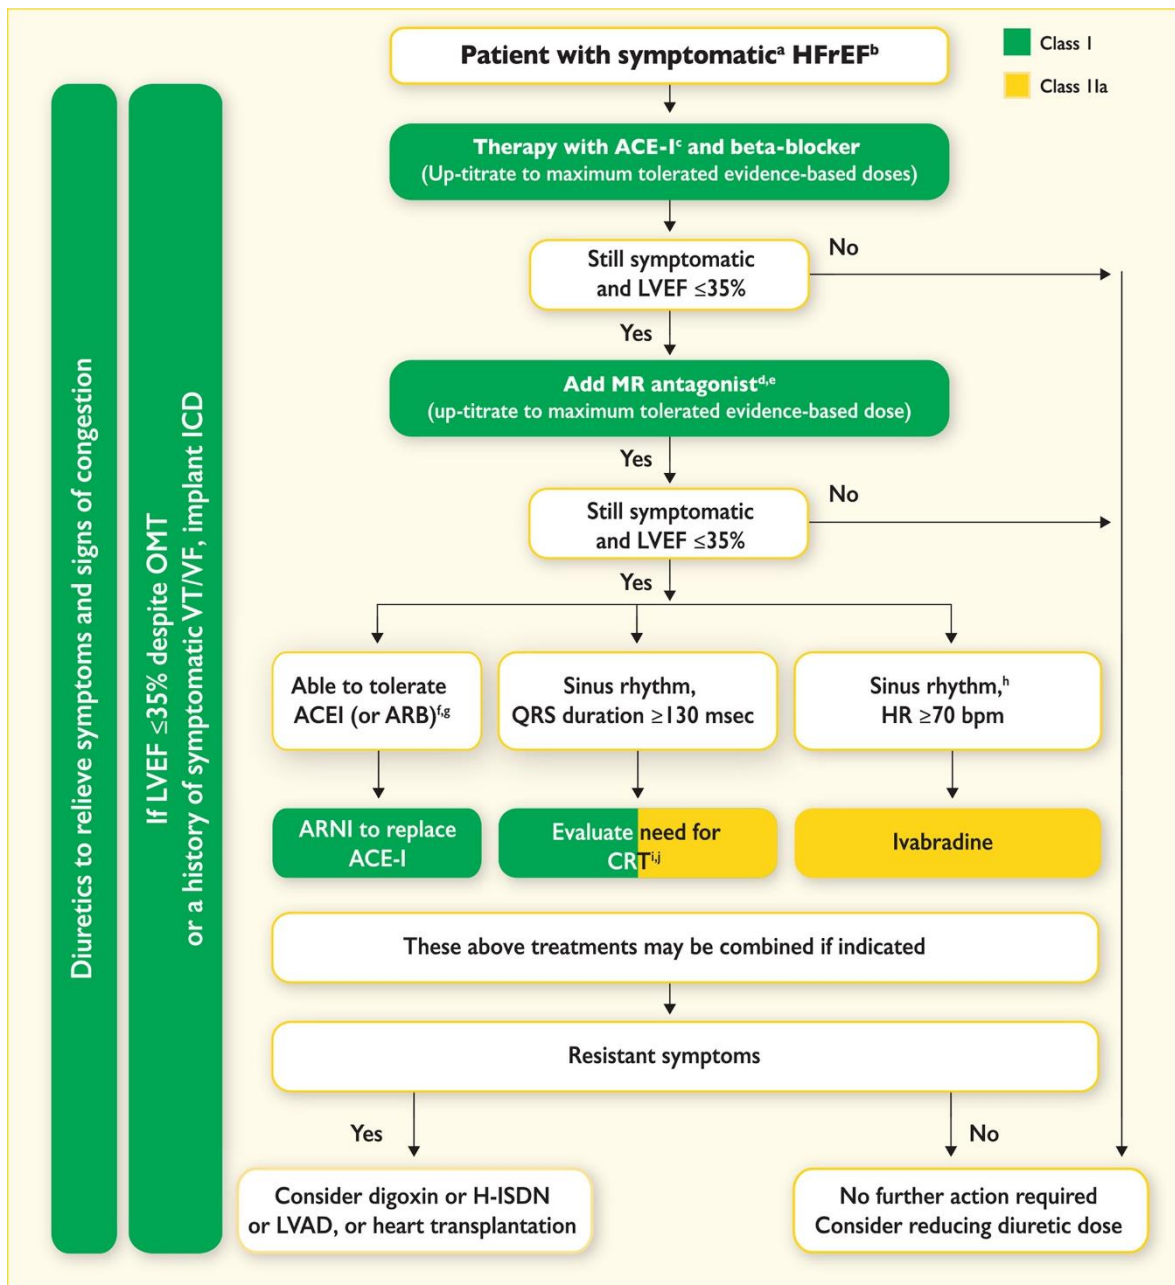 Patient with symptomaticᵃ HFrEFᵇ
Class I
Class IIa
Diuretics to relieve symptoms and signs of congestion
If LVEF ≤35% despite OMT
or a history of symptomatic VT/VF, implant ICD
Therapy with ACE-Iᶜ and beta-blocker
(Up-titrate to maximum tolerated evidence-based doses)
Still symptomatic
and LVEF ≤35%
No
Yes
Add MR antagonistᵈ,ᵉ
(up-titrate to maximum tolerated evidence-based dose)
Yes
Still symptomatic
and LVEF ≤35%
No
Yes
Able to tolerate
ACEI (or ARB)ᶠ,ᵍ
Sinus rhythm,
QRS duration ≥130 msec
Sinus rhythm,ʰ
HR ≥70 bpm
ARNI to replace
ACE-I
Evaluate need for
CRTⁱ,ʲ
Ivabradine
These above treatments may be combined if indicated
Resistant symptoms
Yes
No
Consider digoxin or H-ISDN
or LVAD, or heart transplantation
No further action required
Consider reducing diuretic dose